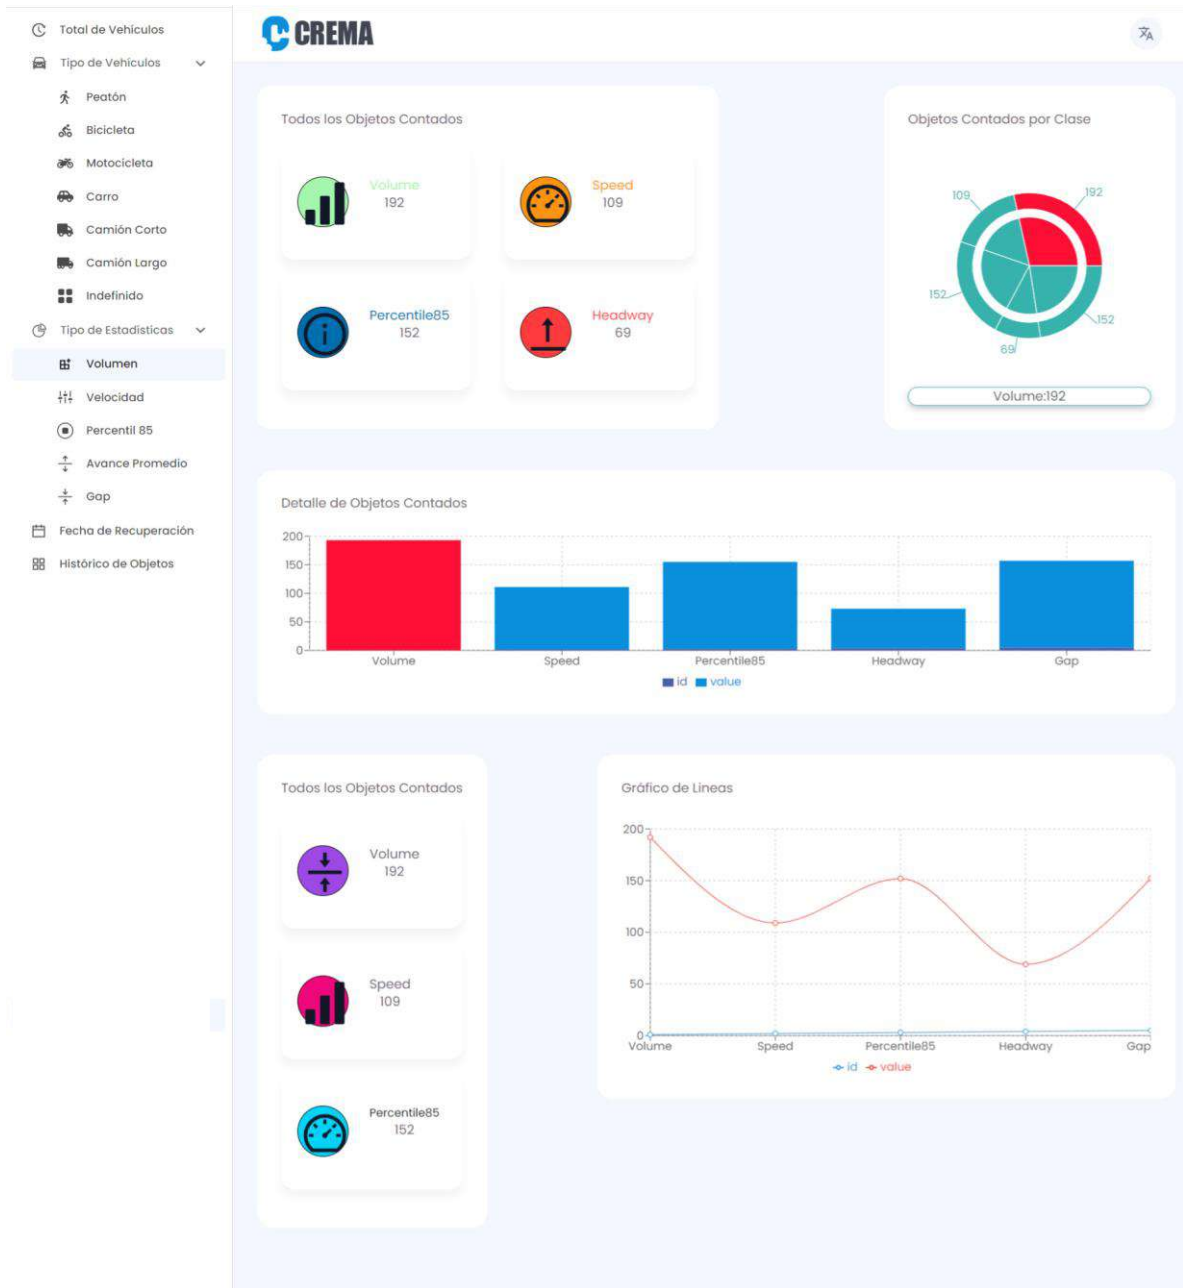 Total de Vehículos
Tipo de Vehículos
Peatón
Bicicleta
Motocicleta
Carro
Camión Corto
Camión Largo
Indefinido
Tipo de Estadísticas
Volumen
Velocidad
Percentil 85
Avance Promedio
Gap
Fecha de Recuperación
Histórico de Objetos
CREMA
Todos los Objetos Contados
Volume
192
Speed
109
Percentile85
152
Headway
69
Objetos Contados por Clase
109
192
152
152
69
Volume:192
Detalle de Objetos Contados
200
150
100
50
0
Volume Speed Percentile85 Headway Gap
id value
Todos los Objetos Contados
Volume
192
Speed
109
Percentile85
152
Gráfico de Lineas
200
150
100
50
0
Volume Speed Percentile85 Headway Gap
id value